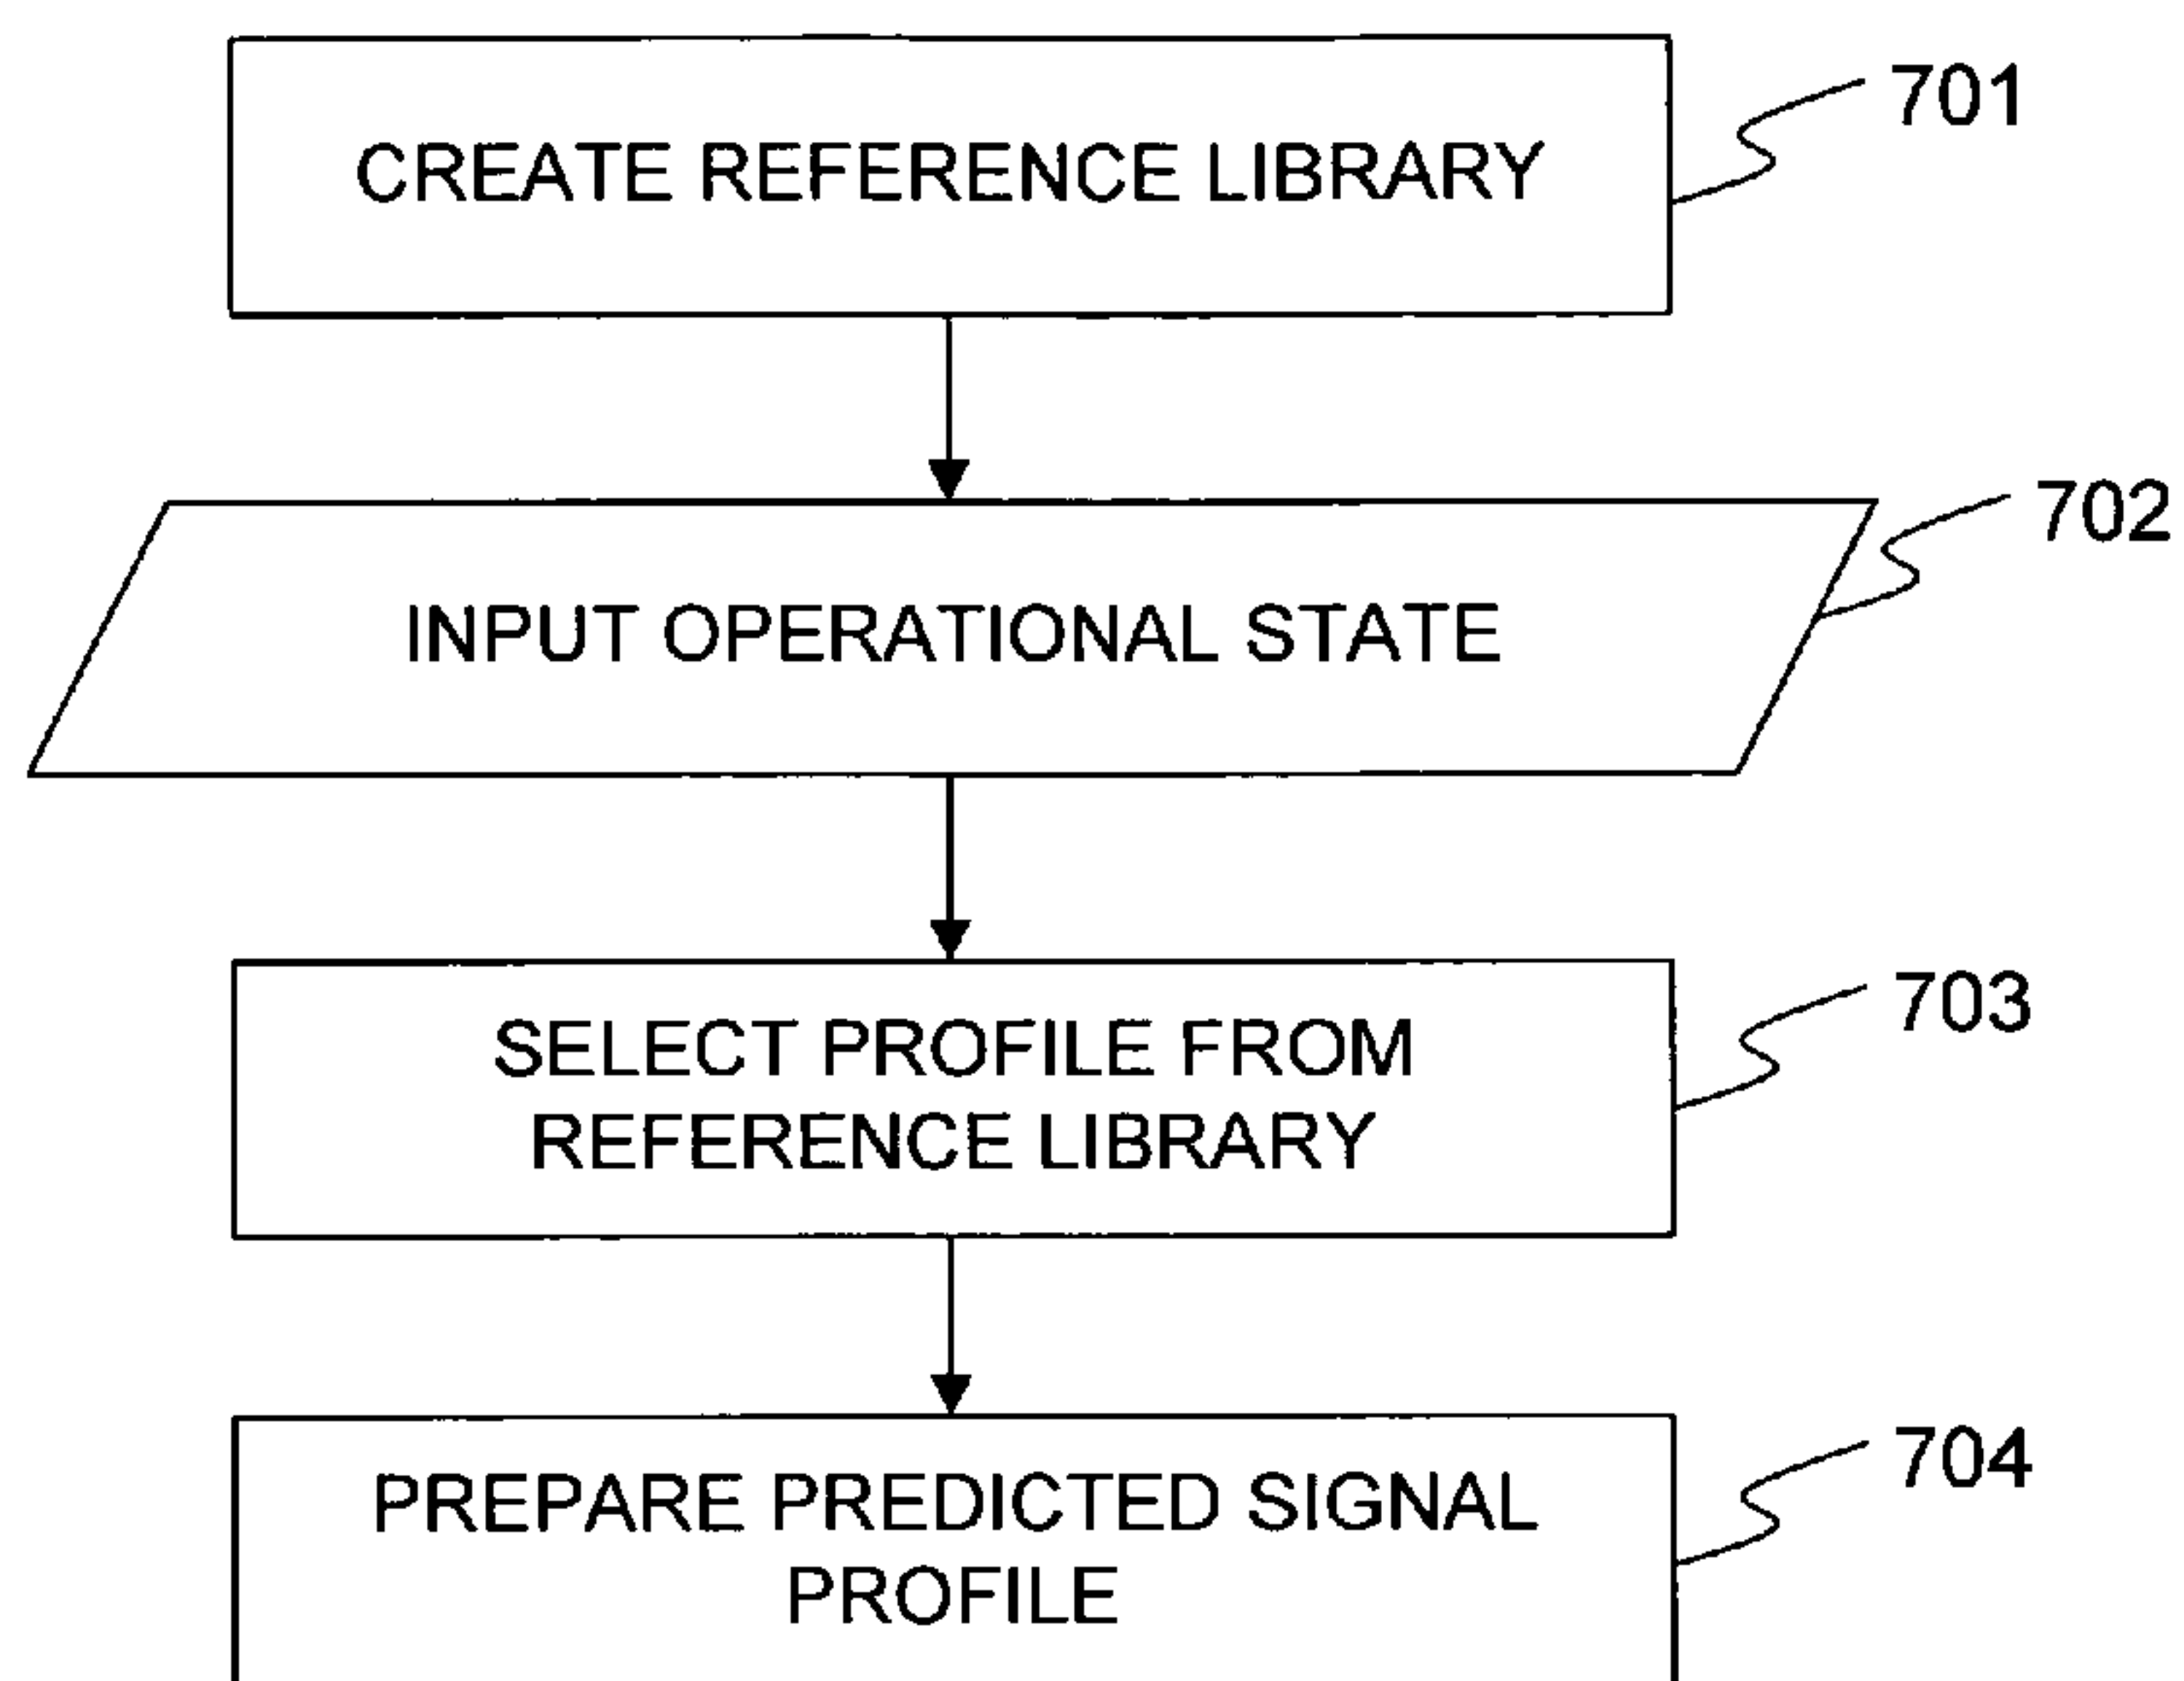 CREATE REFERENCE LIBRARY
701
INPUT OPERATIONAL STATE
702
SELECT PROFILE FROM
REFERENCE LIBRARY
703
PREPARE PREDICTED SIGNAL
PROFILE
704